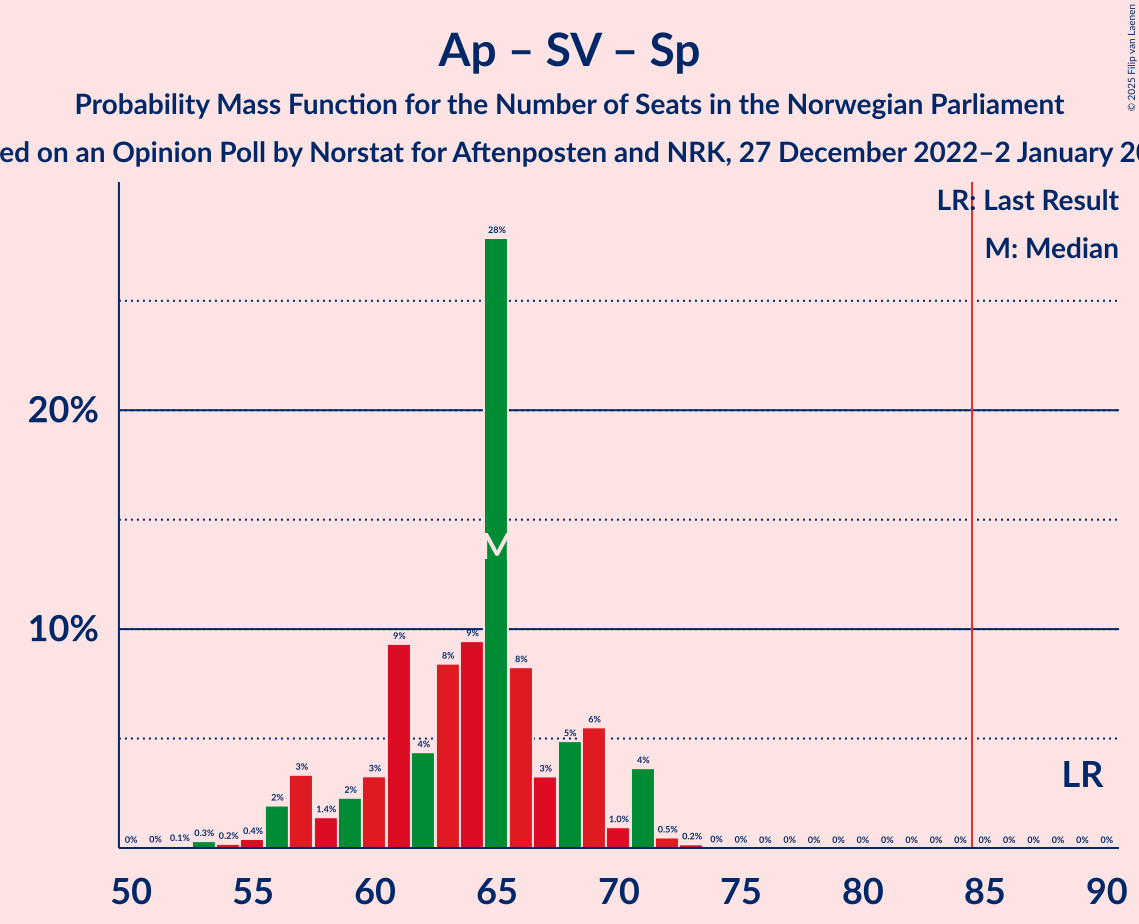 Ap – SV – Sp
Probability Mass Function for the Number of Seats in the Norwegian Parliament
ed on an Opinion Poll by Norstat for Aftenposten and NRK, 27 December 2022–2 January 20
© 2025 Filip van Laenen
LR: Last Result
M: Median
28%
20%
M
10%
9% 9% 8% 8%
6% 5% 4% 4%
LR
3% 3% 3% 2% 2% 1.4% 1.0%
0% 0% 0.1% 0.3% 0.2% 0.4% 0.5% 0.2% 0% 0% 0% 0% 0% 0% 0% 0% 0% 0% 0% 0% 0% 0% 0% 0% 0%
50 55 60 65 70 75 80 85 90